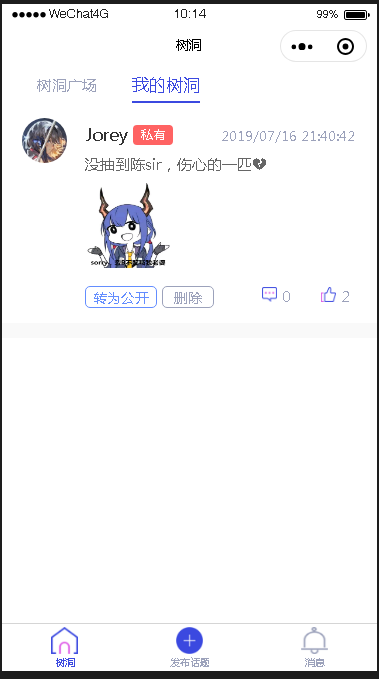 WeChat4G 10:14 99%
树洞
树洞广场 我的树洞
Jorey 私有 2019/07/16 21:40:42
没抽到陈sir，伤心的一匹💔
转为公开 删除 0 2
树洞 发布话题 消息